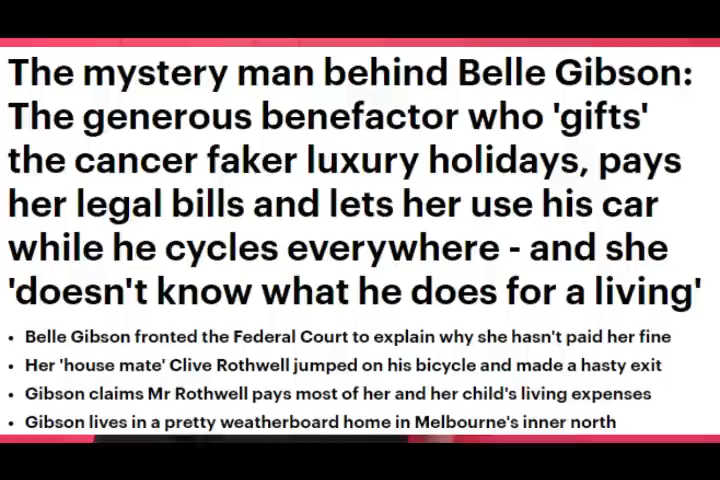 The mystery man behind Belle Gibson:
The generous benefactor who 'gifts'
the cancer faker luxury holidays, pays
her legal bills and lets her use his car
while he cycles everywhere - and she
'doesn't know what he does for a living'
• Belle Gibson fronted the Federal Court to explain why she hasn't paid her fine
• Her 'house mate' Clive Rothwell jumped on his bicycle and made a hasty exit
• Gibson claims Mr Rothwell pays most of her and her child's living expenses
• Gibson lives in a pretty weatherboard home in Melbourne's inner north